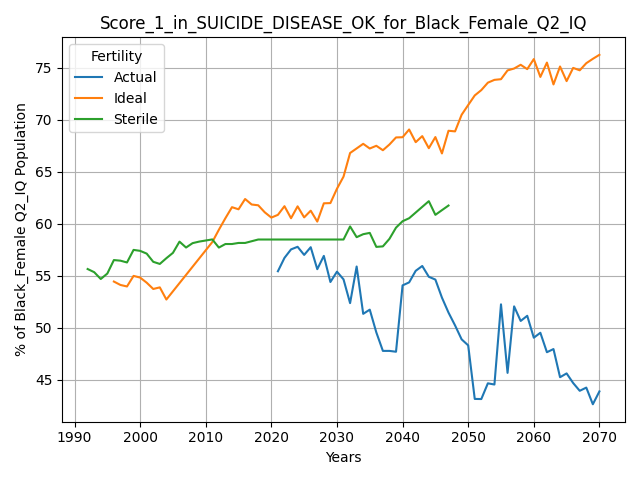 Score_1_in_SUICIDE_DISEASE_OK_for_Black_Female_Q2_IQ
Fertility
Actual
Ideal
Sterile
% of Black_Female Q2_IQ Population
75
70
65
60
55
50
45
1990 2000 2010 2020 2030 2040 2050 2060 2070
Years